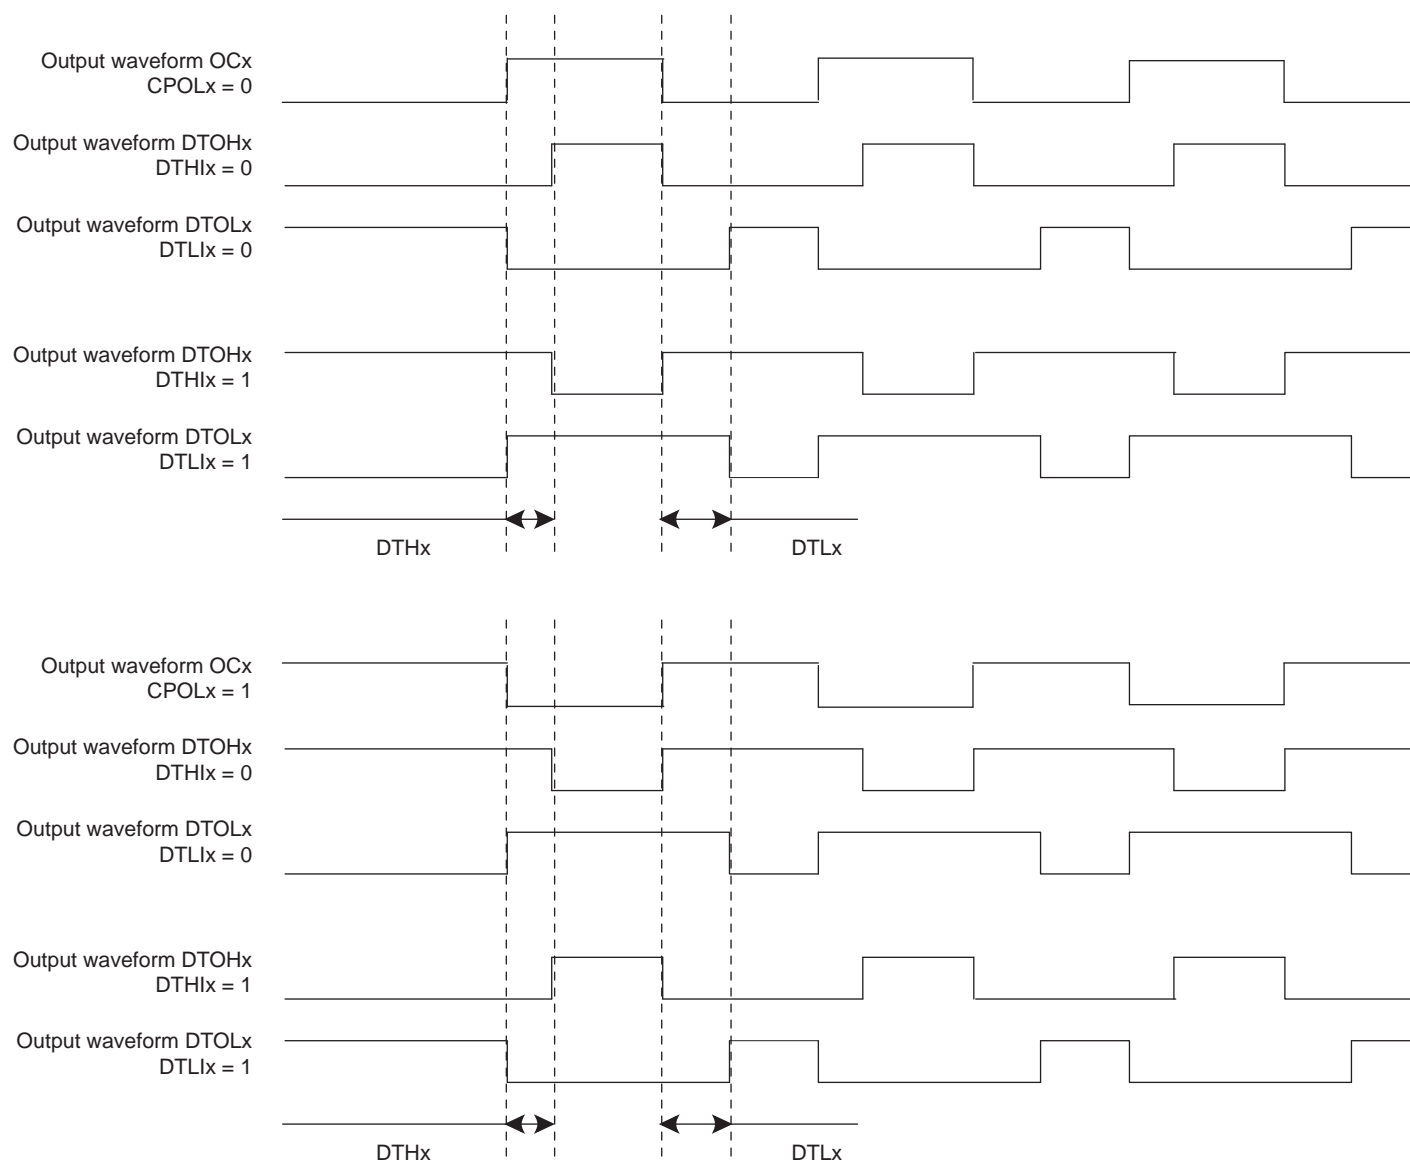 Output waveform OCx
CPOLx = 0
Output waveform DTOHx
DTHIx = 0
Output waveform DTOLx
DTLIx = 0
Output waveform DTOHx
DTHIx = 1
Output waveform DTOLx
DTLIx = 1
DTHx
DTLx
Output waveform OCx
CPOLx = 1
Output waveform DTOHx
DTHIx = 0
Output waveform DTOLx
DTLIx = 0
Output waveform DTOHx
DTHIx = 1
Output waveform DTOLx
DTLIx = 1
DTHx
DTLx